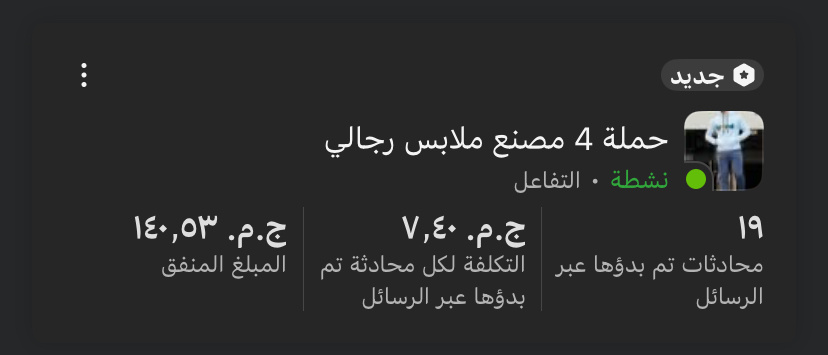 جديد
حملة 4 مصنع ملابس رجالي
نشطة • التفاعل
١٩
محادثات تم بدؤها عبر
الرسائل
ج.م. ٧,٤٠
التكلفة لكل محادثة تم
بدؤها عبر الرسائل
ج.م. ١٤٠,٥٣
المبلغ المنفق